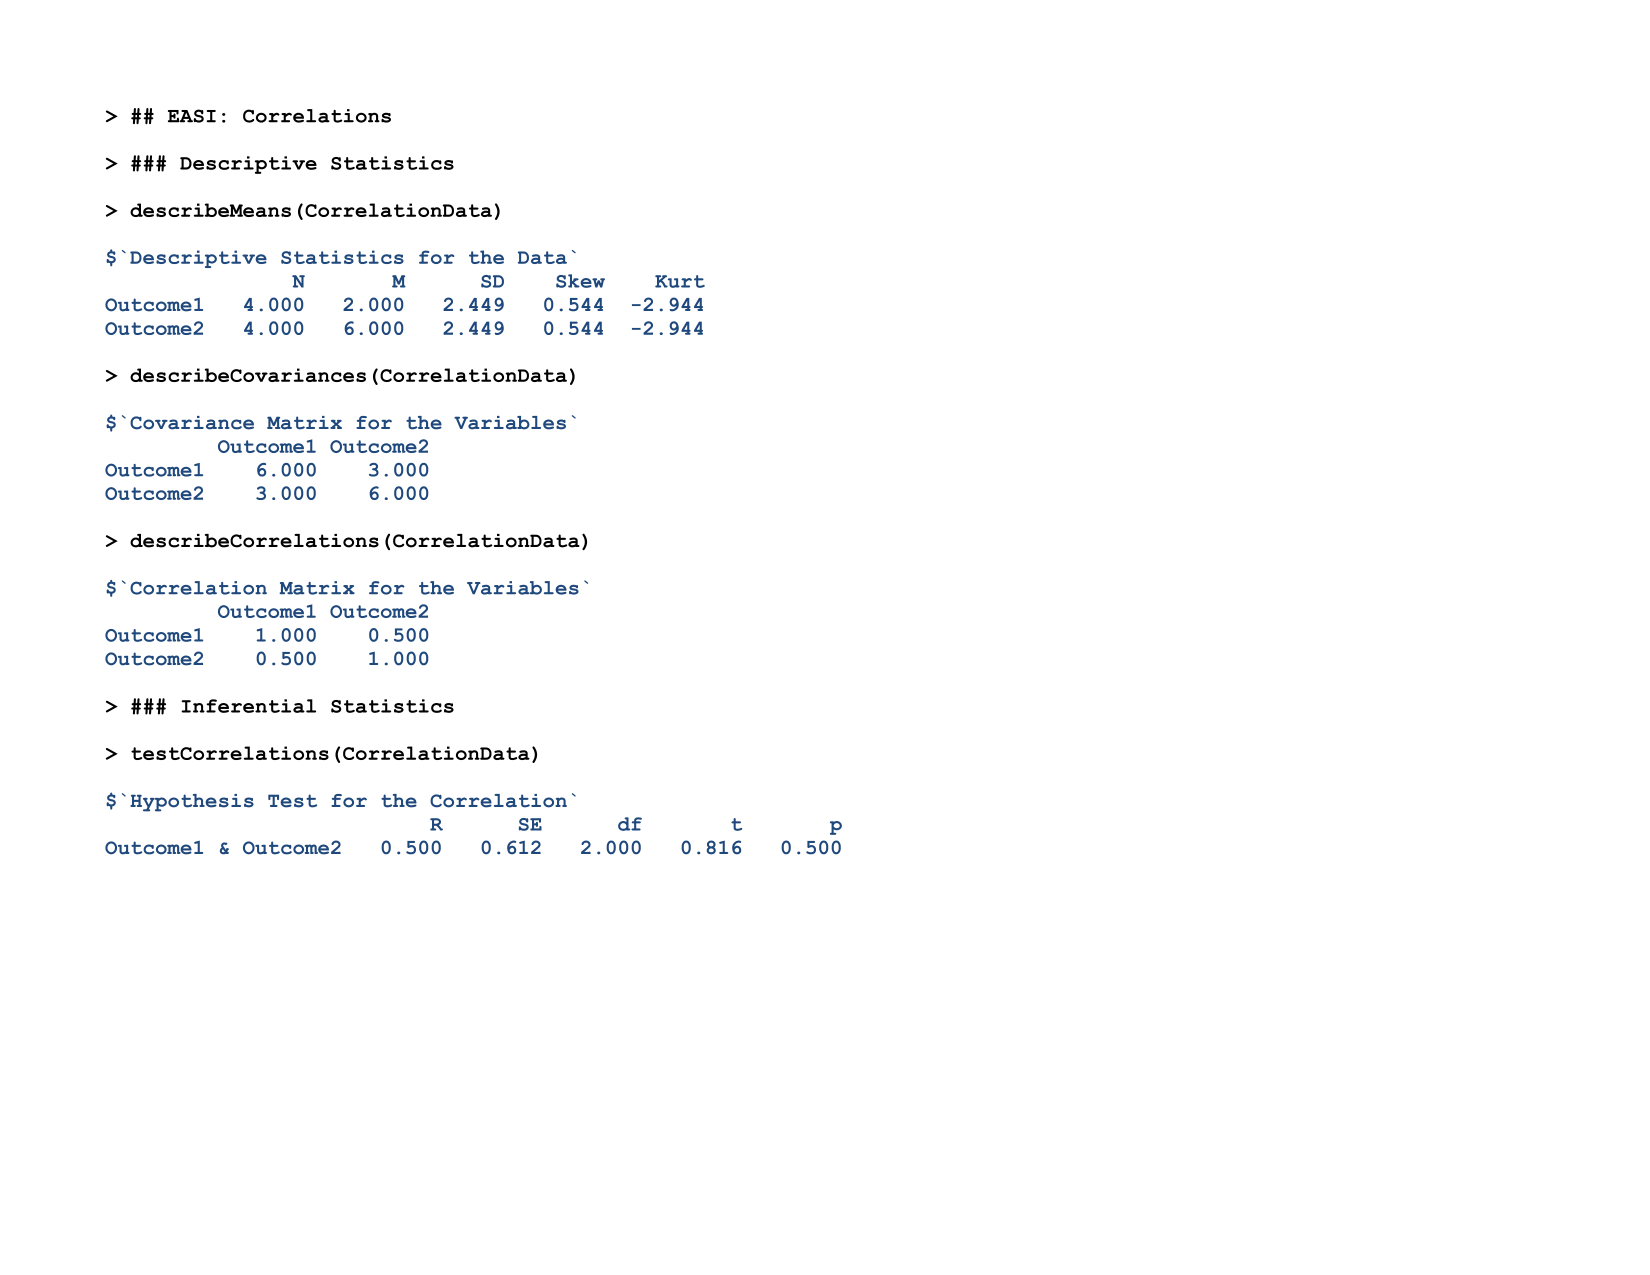 > ## EASI: Correlations
> ### Descriptive Statistics
> describeMeans(CorrelationData)
$`Descriptive Statistics for the Data`
               N       M      SD    Skew    Kurt
Outcome1   4.000   2.000   2.449   0.544  -2.944
Outcome2   4.000   6.000   2.449   0.544  -2.944
> describeCovariances(CorrelationData)
$`Covariance Matrix for the Variables`
         Outcome1 Outcome2
Outcome1    6.000    3.000
Outcome2    3.000    6.000
> describeCorrelations(CorrelationData)
$`Correlation Matrix for the Variables`
         Outcome1 Outcome2
Outcome1    1.000    0.500
Outcome2    0.500    1.000
> ### Inferential Statistics
> testCorrelations(CorrelationData)
$`Hypothesis Test for the Correlation`
                          R      SE      df       t       p
Outcome1 & Outcome2   0.500   0.612   2.000   0.816   0.500